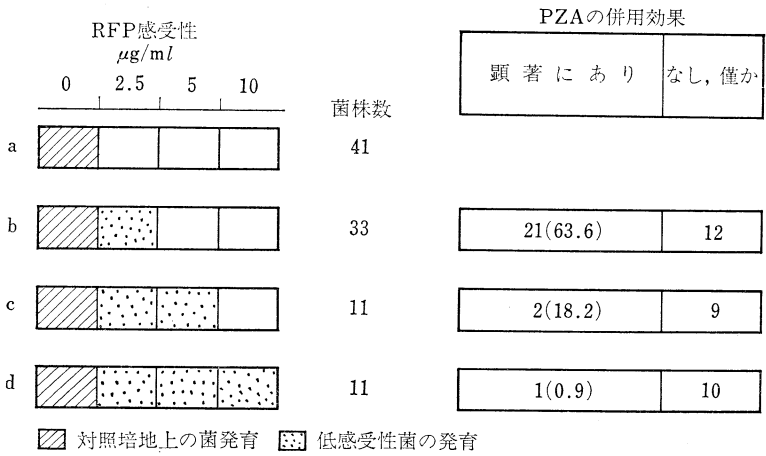 PZAの併用効果
RFP感受性
μg/ml
0 2.5 5 10
菌株数
顕著にあり なし,僅か
a 41
b 33 21(63.6) 12
c 11 2(18.2) 9
d 11 1(0.9) 10
対照培地上の菌発育 低感受性菌の発育